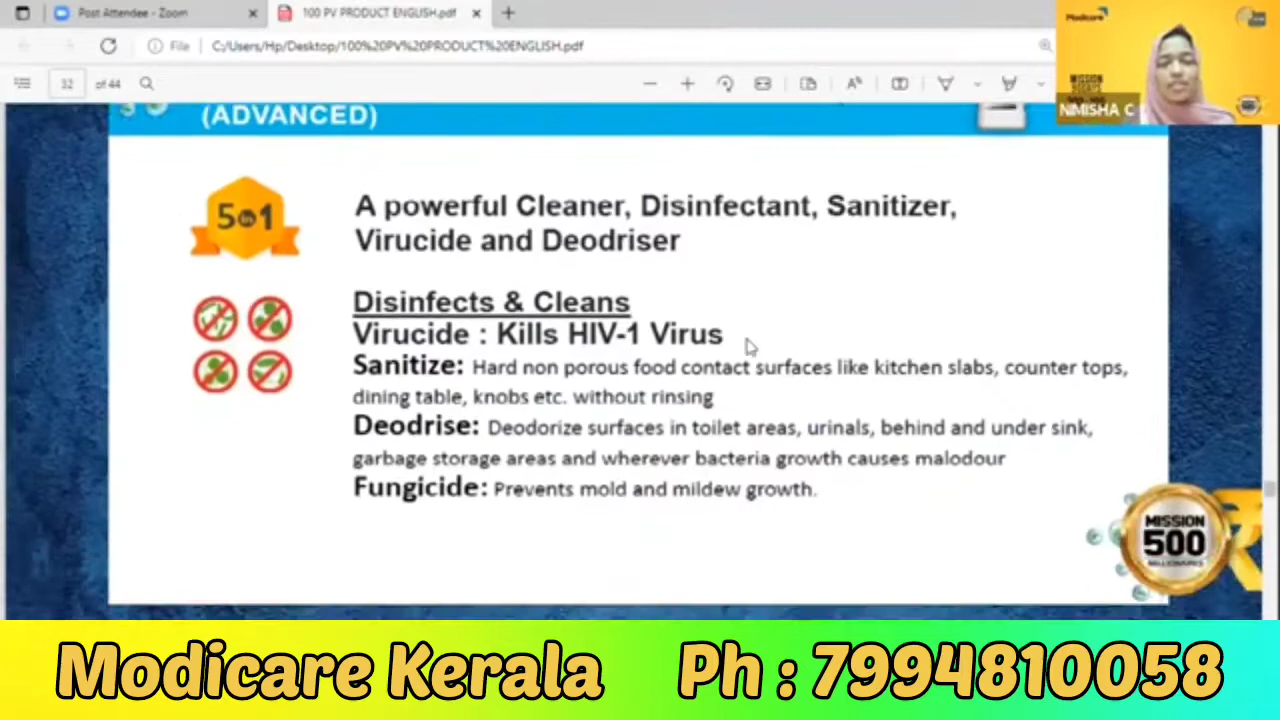 Post Attendee - Zoom
100 PV PRODUCT ENGLISH.pdf
File
C:/Users/Hp/Desktop/100%20PV%20PRODUCT%20ENGLISH.pdf
32 of 44
Modicare
MISSION
NIMISHA C
(ADVANCED)
5in1
A powerful Cleaner, Disinfectant, Sanitizer,
Virucide and Deodriser
Disinfects & Cleans
Virucide : Kills HIV-1 Virus
Sanitize: Hard non porous food contact surfaces like kitchen slabs, counter tops,
dining table, knobs etc. without rinsing
Deodrise: Deodorize surfaces in toilet areas, urinals, behind and under sink,
garbage storage areas and wherever bacteria growth causes malodour
Fungicide: Prevents mold and mildew growth.
MISSION
500
MILLIONAIRES
Modicare Kerala Ph : 7994810058